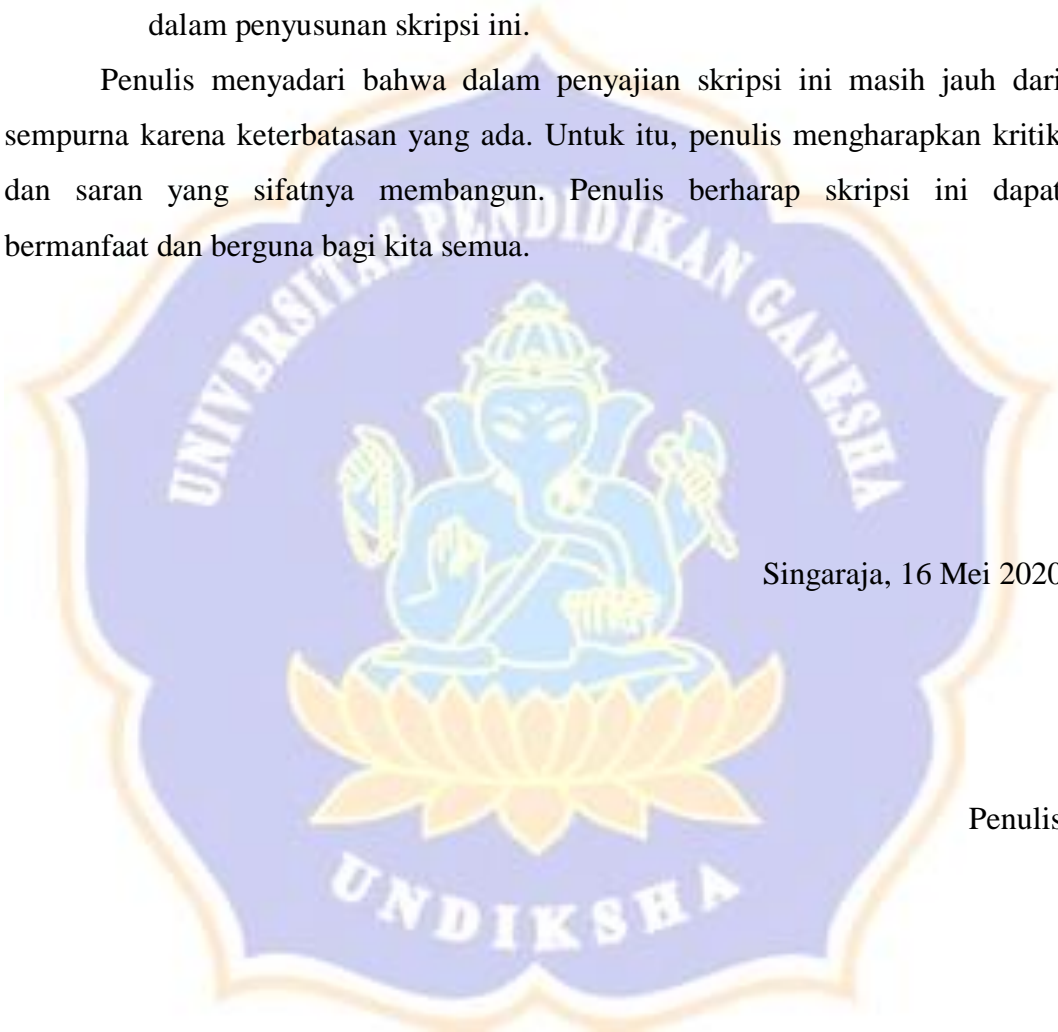 dalam penyusunan skripsi ini.
Penulis menyadari bahwa dalam penyajian skripsi ini masih jauh dari
sempurna karena keterbatasan yang ada. Untuk itu, penulis mengharapkan kritik
dan saran yang sifatnya membangun. Penulis berharap skripsi ini dapat
bermanfaat dan berguna bagi kita semua.
UNIVERSITAS PENDIDIKAN GANESHA
Singaraja, 16 Mei 2020
Penulis
UNDIKSHA